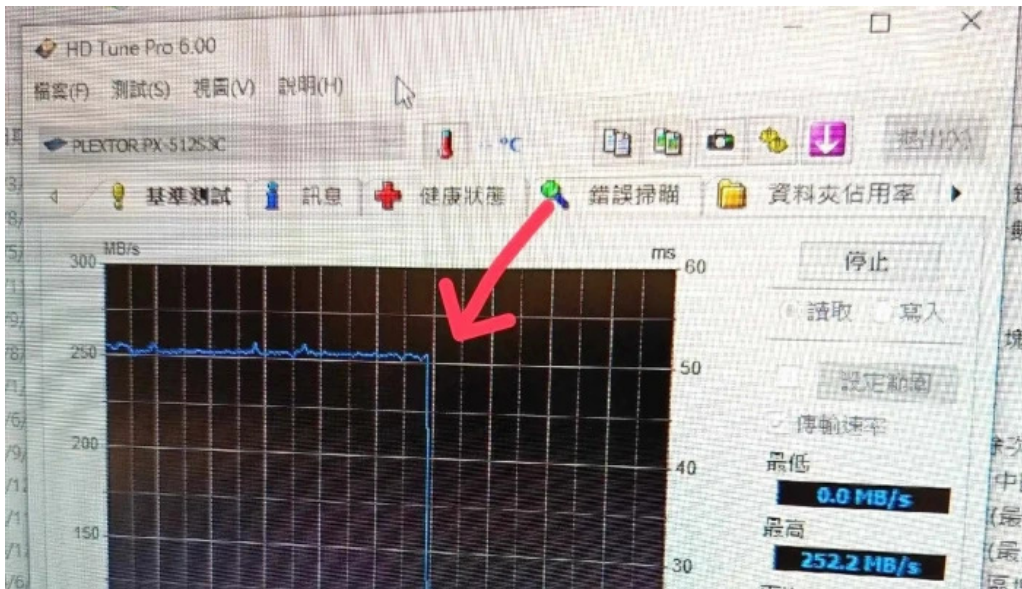 HD Tune Pro 6.00
檔案(F) 測試(S) 視圖(V) 說明(H)
PLEXTOR PX-512S3C °C
基準測試 訊息 健康狀態 錯誤掃瞄 資料夾佔用率
MB/s ms
300 60
停止
讀取 寫入
250 50
設定範圍
傳輸速率
200 40
最低
0.0 MB/s
最高
150 30
252.2 MB/s